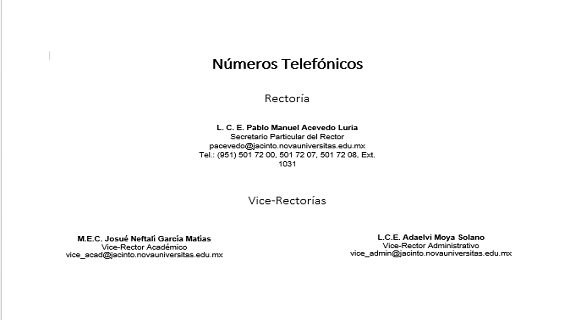 Números Telefónicos
Rectoría
L. C. E. Pablo Manuel Acevedo Luria
Secretario Particular del Rector
pacevedo@jacinto.novauniversitas.edu.mx
Tel.: (951) 501 72 00, 501 72 07, 501 72 08, Ext.
1031
Vice-Rectorías
M.E.C. Josué Neftalí García Matías
Vice-Rector Académico
vice_acad@jacinto.novauniversitas.edu.mx
L.C.E. Adaelvi Moya Solano
Vice-Rector Administrativo
vice_admin@jacinto.novauniversitas.edu.mx